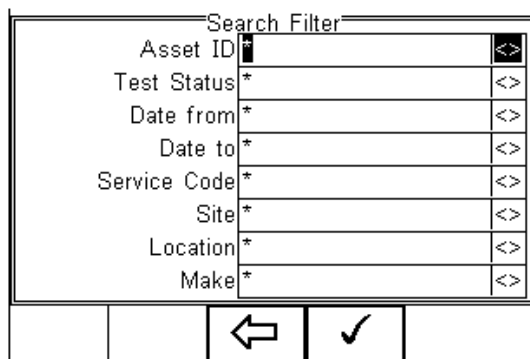 Search Filter
Asset ID * <>
Test Status * <>
Date from * <>
Date to * <>
Service Code * <>
Site * <>
Location * <>
Make * <>